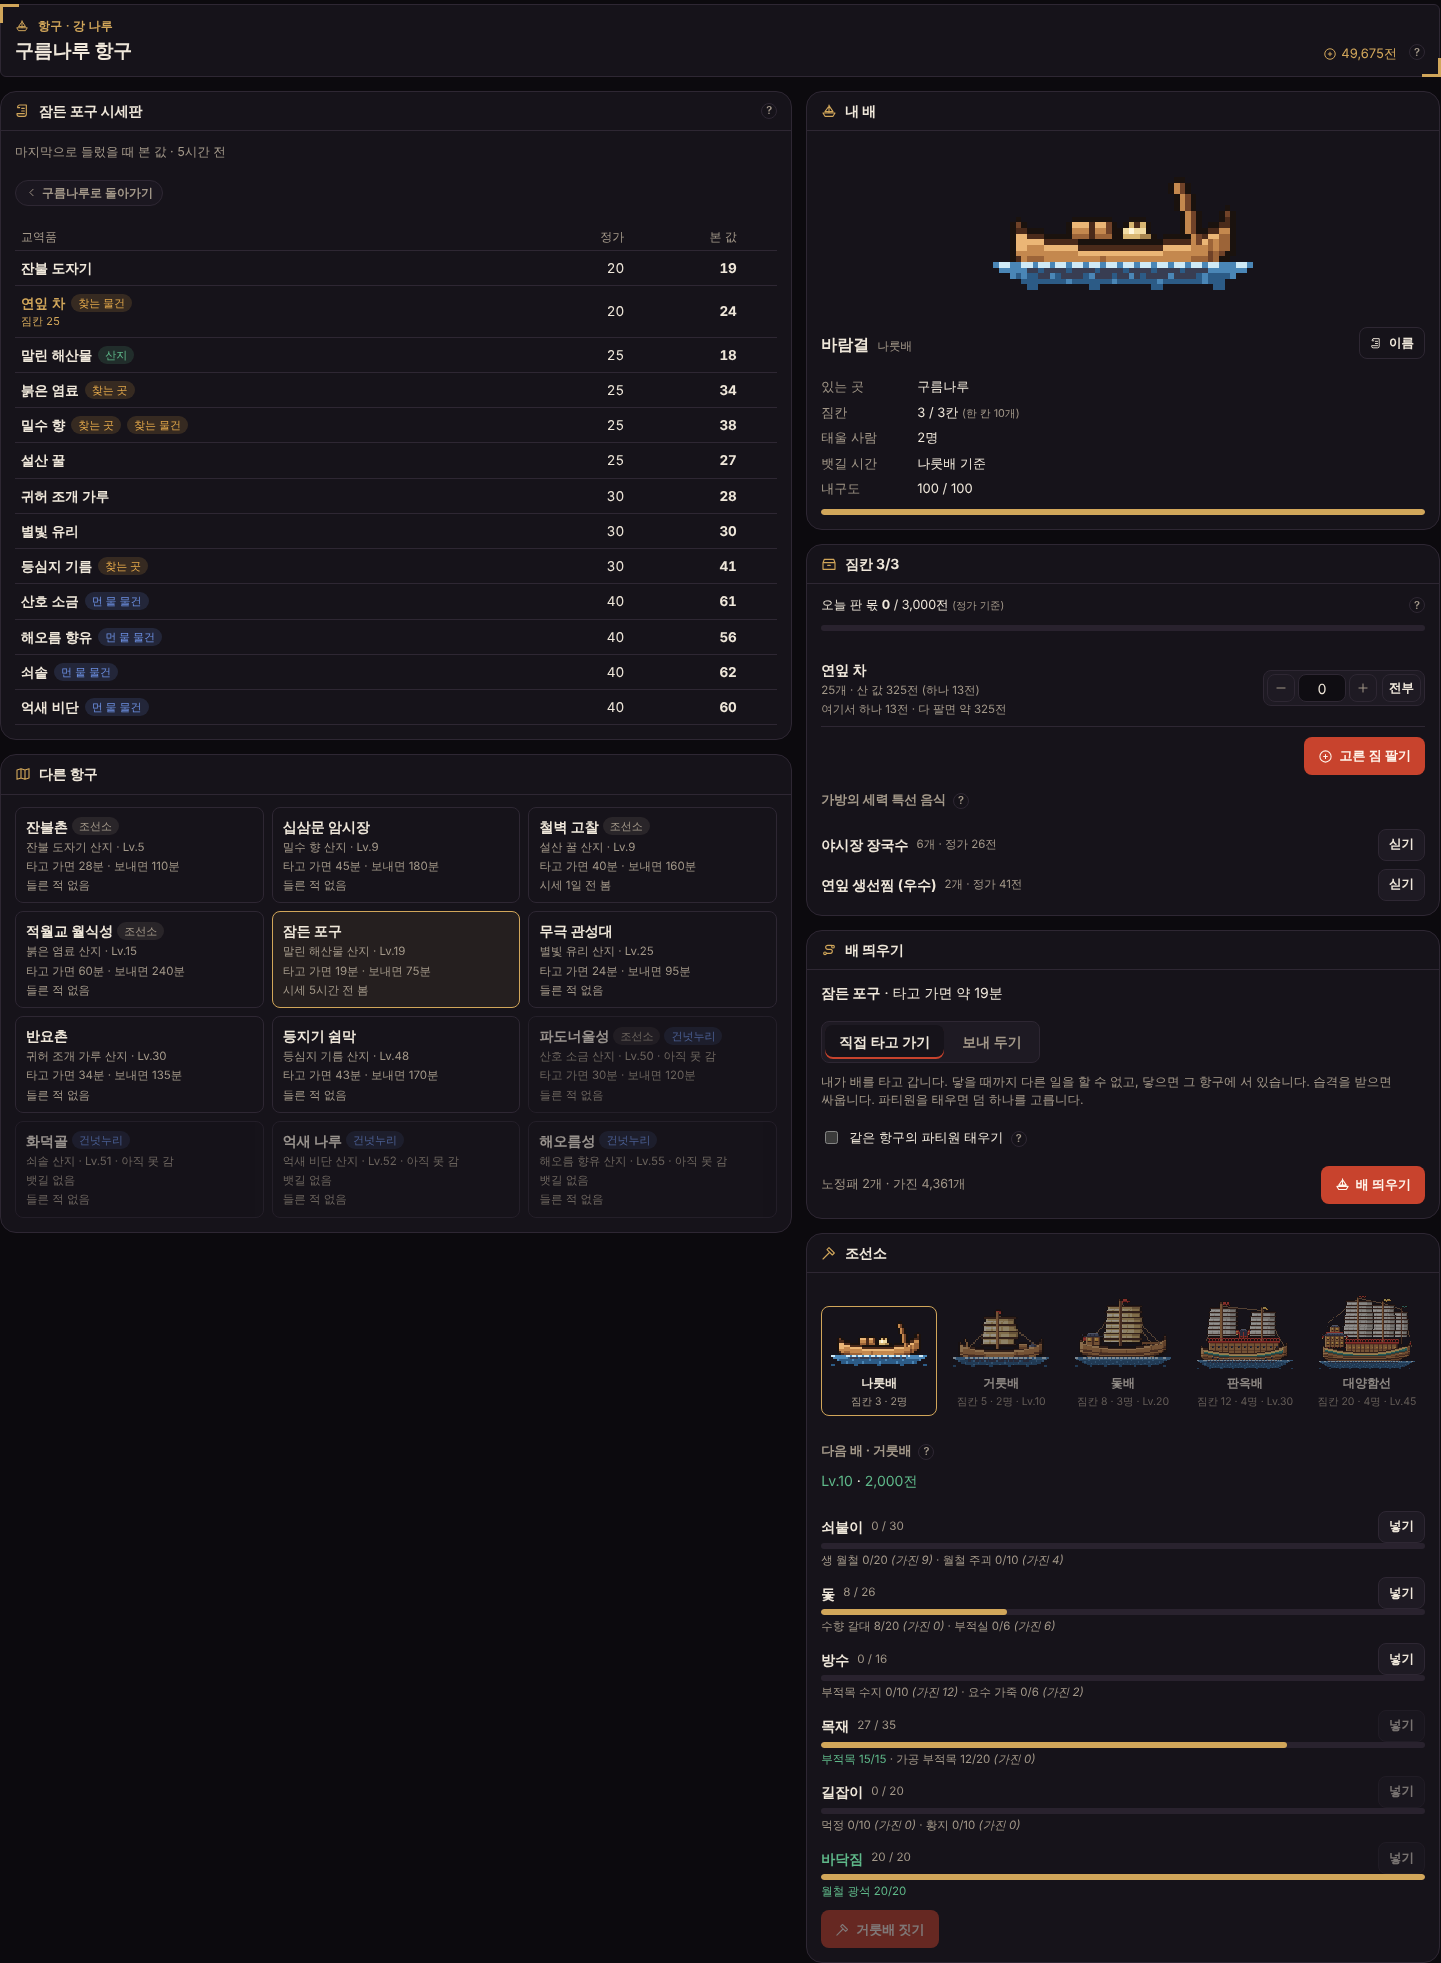 항구 · 강 나루
구름나루 항구
49,675전 ?
잠든 포구 시세판 ?
마지막으로 들렀을 때 본 값 · 5시간 전
구름나루로 돌아가기
교역품 정가 본 값
잔불 도자기 20 19
연잎 차 찾는 물건 20 24
짐칸 25
말린 해산물 산지 25 18
붉은 염료 찾는 곳 25 34
밀수 향 찾는 곳 찾는 물건 25 38
설산 꿀 25 27
귀허 조개 가루 30 28
별빛 유리 30 30
등심지 기름 찾는 곳 30 41
산호 소금 먼 뭍 물건 40 61
해오름 향유 먼 뭍 물건 40 56
쇠솥 먼 뭍 물건 40 62
억새 비단 먼 뭍 물건 40 60
다른 항구
잔불촌 조선소
잔불 도자기 산지 · Lv.5
타고 가면 28분 · 보내면 110분
들른 적 없음
십삼문 암시장
밀수 향 산지 · Lv.9
타고 가면 45분 · 보내면 180분
들른 적 없음
철벽 고찰 조선소
설산 꿀 산지 · Lv.9
타고 가면 40분 · 보내면 160분
시세 1일 전 봄
적월교 월식성 조선소
붉은 염료 산지 · Lv.15
타고 가면 60분 · 보내면 240분
들른 적 없음
잠든 포구
말린 해산물 산지 · Lv.19
타고 가면 19분 · 보내면 75분
시세 5시간 전 봄
무극 관성대
별빛 유리 산지 · Lv.25
타고 가면 24분 · 보내면 95분
들른 적 없음
반요촌
귀허 조개 가루 산지 · Lv.30
타고 가면 34분 · 보내면 135분
들른 적 없음
등지기 쉼막
등심지 기름 산지 · Lv.48
타고 가면 43분 · 보내면 170분
들른 적 없음
파도너울성 조선소 건넛누리
산호 소금 산지 · Lv.50 · 아직 못 감
타고 가면 30분 · 보내면 120분
들른 적 없음
화덕골 건넛누리
쇠솥 산지 · Lv.51 · 아직 못 감
뱃길 없음
들른 적 없음
억새 나루 건넛누리
억새 비단 산지 · Lv.52 · 아직 못 감
뱃길 없음
들른 적 없음
해오름성 건넛누리
해오름 향유 산지 · Lv.55 · 아직 못 감
뱃길 없음
들른 적 없음
내 배
바람결 나룻배 이름
있는 곳 구름나루
짐칸 3 / 3칸 (한 칸 10개)
태울 사람 2명
뱃길 시간 나룻배 기준
내구도 100 / 100
짐칸 3/3
오늘 판 몫 0 / 3,000전 (정가 기준) ?
연잎 차
25개 · 산 값 325전 (하나 13전)
여기서 하나 13전 · 다 팔면 약 325전
0 전부
고른 짐 팔기
가방의 세력 특선 음식 ?
야시장 장국수 6개 · 정가 26전 싣기
연잎 생선찜 (우수) 2개 · 정가 41전 싣기
배 띄우기
잠든 포구 · 타고 가면 약 19분
직접 타고 가기 보내 두기
내가 배를 타고 갑니다. 닿을 때까지 다른 일을 할 수 없고, 닿으면 그 항구에 서 있습니다. 습격을 받으면
싸웁니다. 파티원을 태우면 덤 하나를 고릅니다.
같은 항구의 파티원 태우기 ?
노정패 2개 · 가진 4,361개 배 띄우기
조선소
나룻배
짐칸 3 · 2명
거룻배
짐칸 5 · 2명 · Lv.10
돛배
짐칸 8 · 3명 · Lv.20
판옥배
짐칸 12 · 4명 · Lv.30
대양함선
짐칸 20 · 4명 · Lv.45
다음 배 · 거룻배 ?
Lv.10 · 2,000전
쇠붙이 0 / 30 넣기
생 월철 0/20 (가진 9) · 월철 주괴 0/10 (가진 4)
돛 8 / 26 넣기
수향 갈대 8/20 (가진 0) · 부적실 0/6 (가진 6)
방수 0 / 16 넣기
부적목 수지 0/10 (가진 12) · 요수 가죽 0/6 (가진 2)
목재 27 / 35 넣기
부적목 15/15 · 가공 부적목 12/20 (가진 0)
길잡이 0 / 20 넣기
먹정 0/10 (가진 0) · 황지 0/10 (가진 0)
바닥짐 20 / 20 넣기
월철 광석 20/20
거룻배 짓기